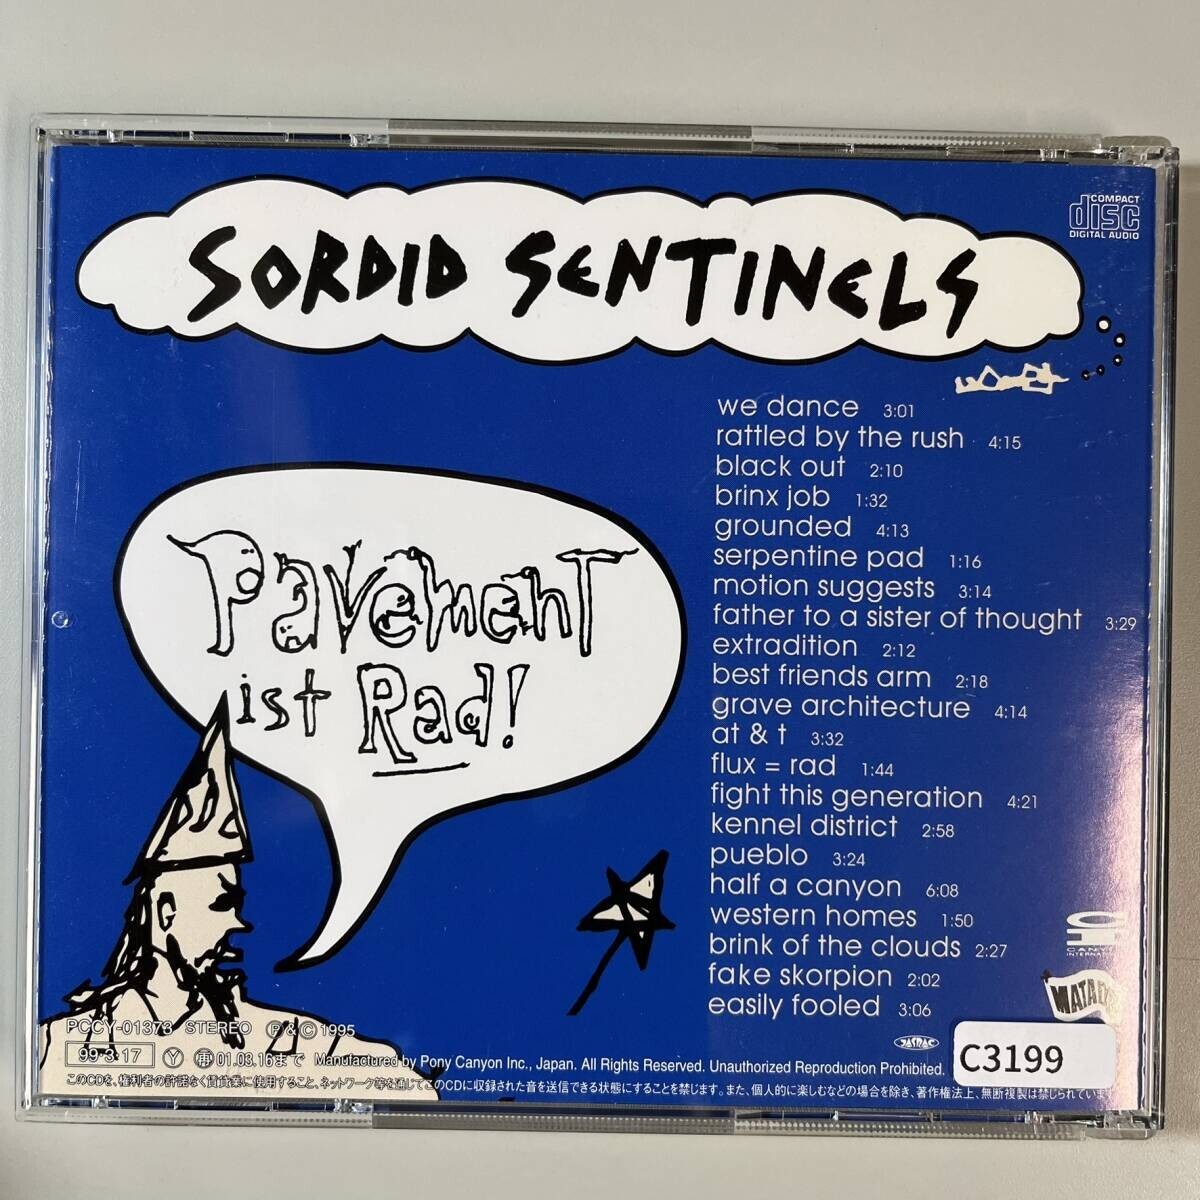 SORDID SENTINELS
COMPACT
disc
DIGITAL AUDIO
we dance 3:01
rattled by the rush 4:15
black out 2:10
brinx job 1:32
grounded 4:13
serpentine pad 1:16
motion suggests 3:14
father to a sister of thought 3:29
extradition 2:12
best friends arm 2:18
grave architecture 4:14
at & t 3:32
flux = rad 1:44
fight this generation 4:21
kennel district 2:58
pueblo 3:24
half a canyon 6:08
western homes 1:50
brink of the clouds 2:27
fake skorpion 2:02
easily fooled 3:06
Pavement
ist Rad!
JASRAC
C3199
PCCY-01373 STEREO Ⓟ & © 1995
99·3·17 Ⓨ 再 01.03.16まで Manufactured by Pony Canyon Inc., Japan. All Rights Reserved. Unauthorized Reproduction Prohibited.
このCDを、権利者の許諾なく賃貸業に使用すること、ネットワーク等を通じてこのCDに収録された音を送信できる状態にすることを禁じます。また、個人的に楽しむなどの場合を除き、著作権法上、無断複製は禁じられています